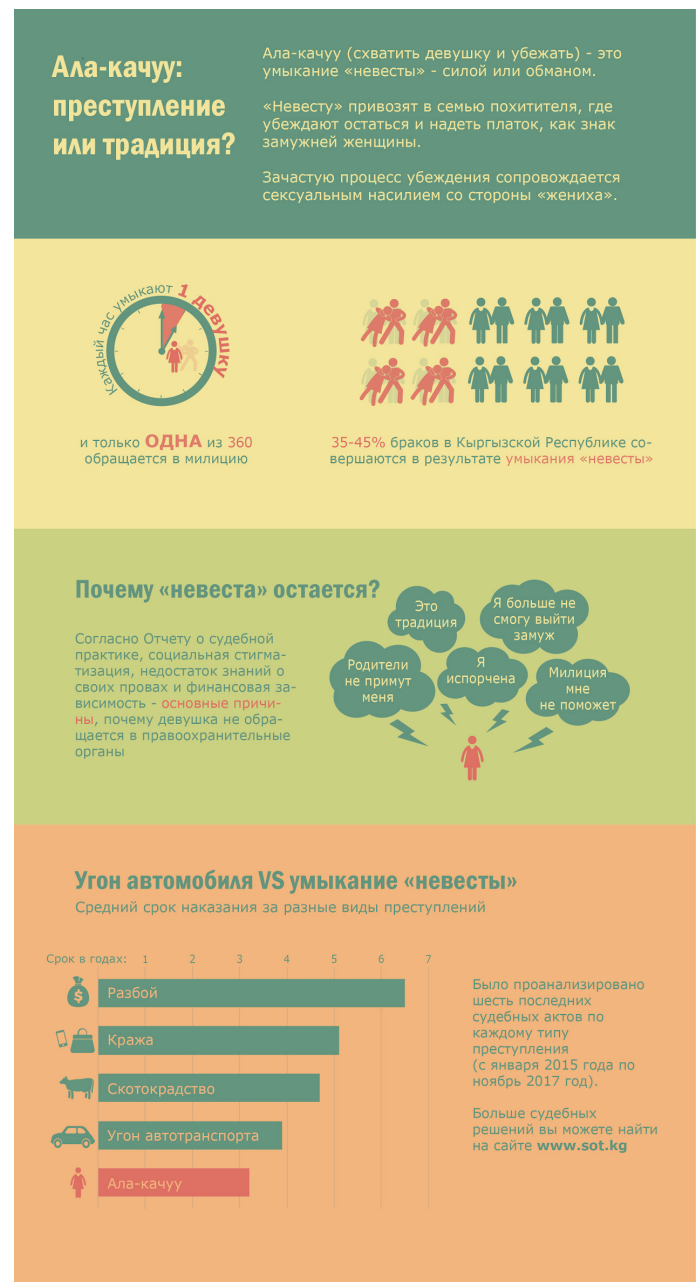 Ала-качуу:
преступление
или традиция?
Ала-качуу (схватить девушку и убежать) - это
умыкание «невесты» - силой или обманом.
«Невесту» привозят в семью похитителя, где
убеждают остаться и надеть платок, как знак
замужней женщины.
Зачастую процесс убеждения сопровождается
сексуальным насилием со стороны «жениха».
Каждый час умыкают 1 девушку
и только ОДНА из 360
обращается в милицию
35-45% браков в Кыргызской Республике со-
вершаются в результате умыкания «невесты»
Почему «невеста» остается?
Согласно Отчету о судебной
практике, социальная стигма-
тизация, недостаток знаний о
своих провах и финансовая за-
висимость - основные причи-
ны, почему девушка не обра-
щается в правоохранительные
органы
Это
традиция
Я больше не
смогу выйти
замуж
Родители
не примут
меня
Я
испорчена
Милиция
мне
не поможет
Угон автомобиля VS умыкание «невесты»
Средний срок наказания за разные виды преступлений
Срок в годах: 1 2 3 4 5 6 7
$
Разбой
Кража
Скотокрадство
Угон автотранспорта
Ала-качуу
Было проанализировано
шесть последних
судебных актов по
каждому типу
преступления
(с января 2015 года по
ноябрь 2017 год).
Больше судебных
решений вы можете найти
на сайте www.sot.kg